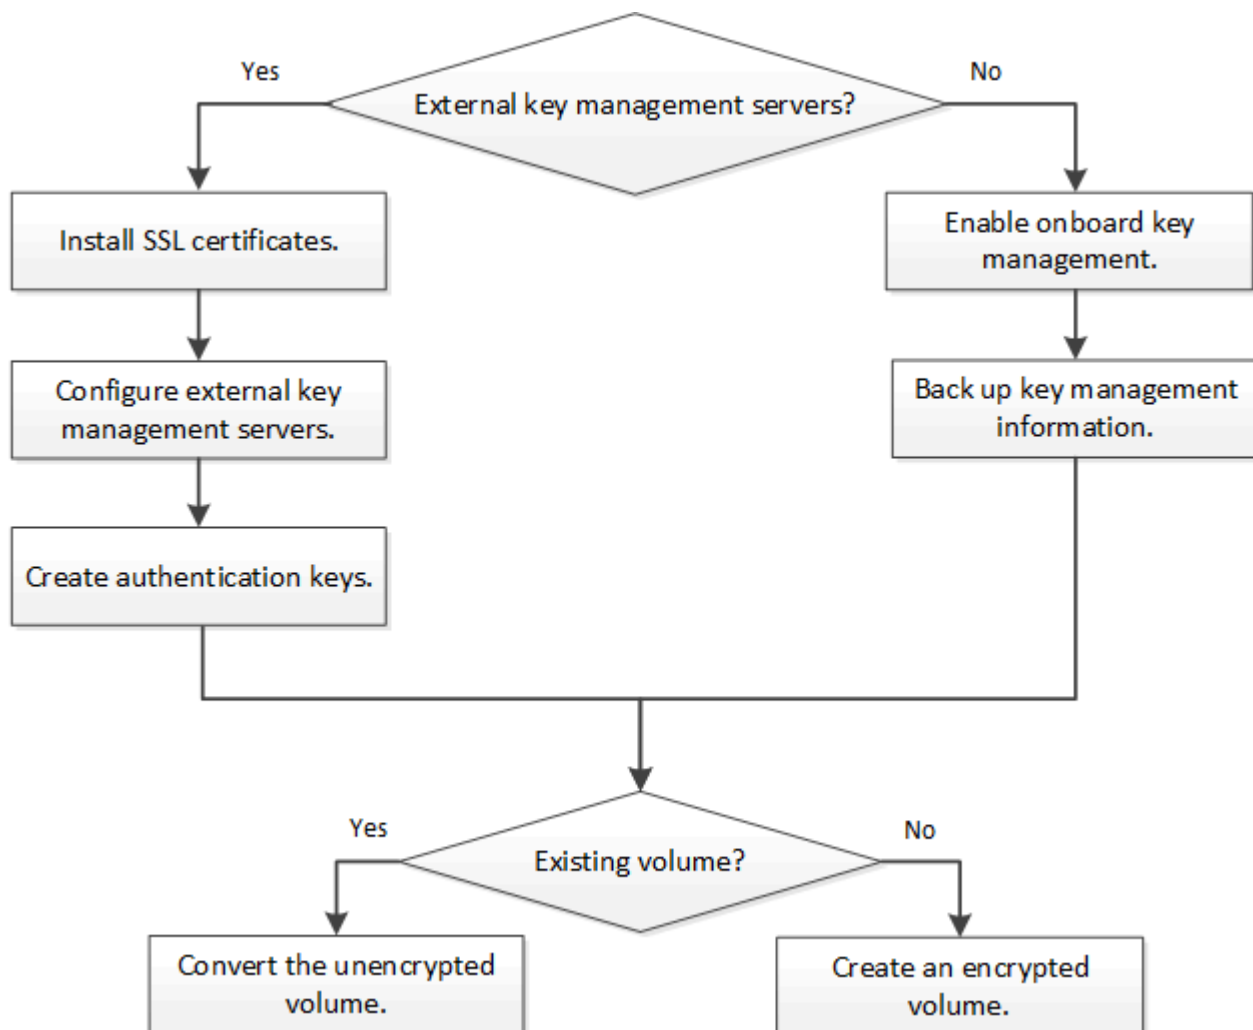 Yes
No
External key management servers?
Install SSL certificates.
Enable onboard key
management.
Configure external key
management servers.
Back up key management
information.
Create authentication keys.
Yes
No
Existing volume?
Convert the unencrypted
volume.
Create an encrypted
volume.